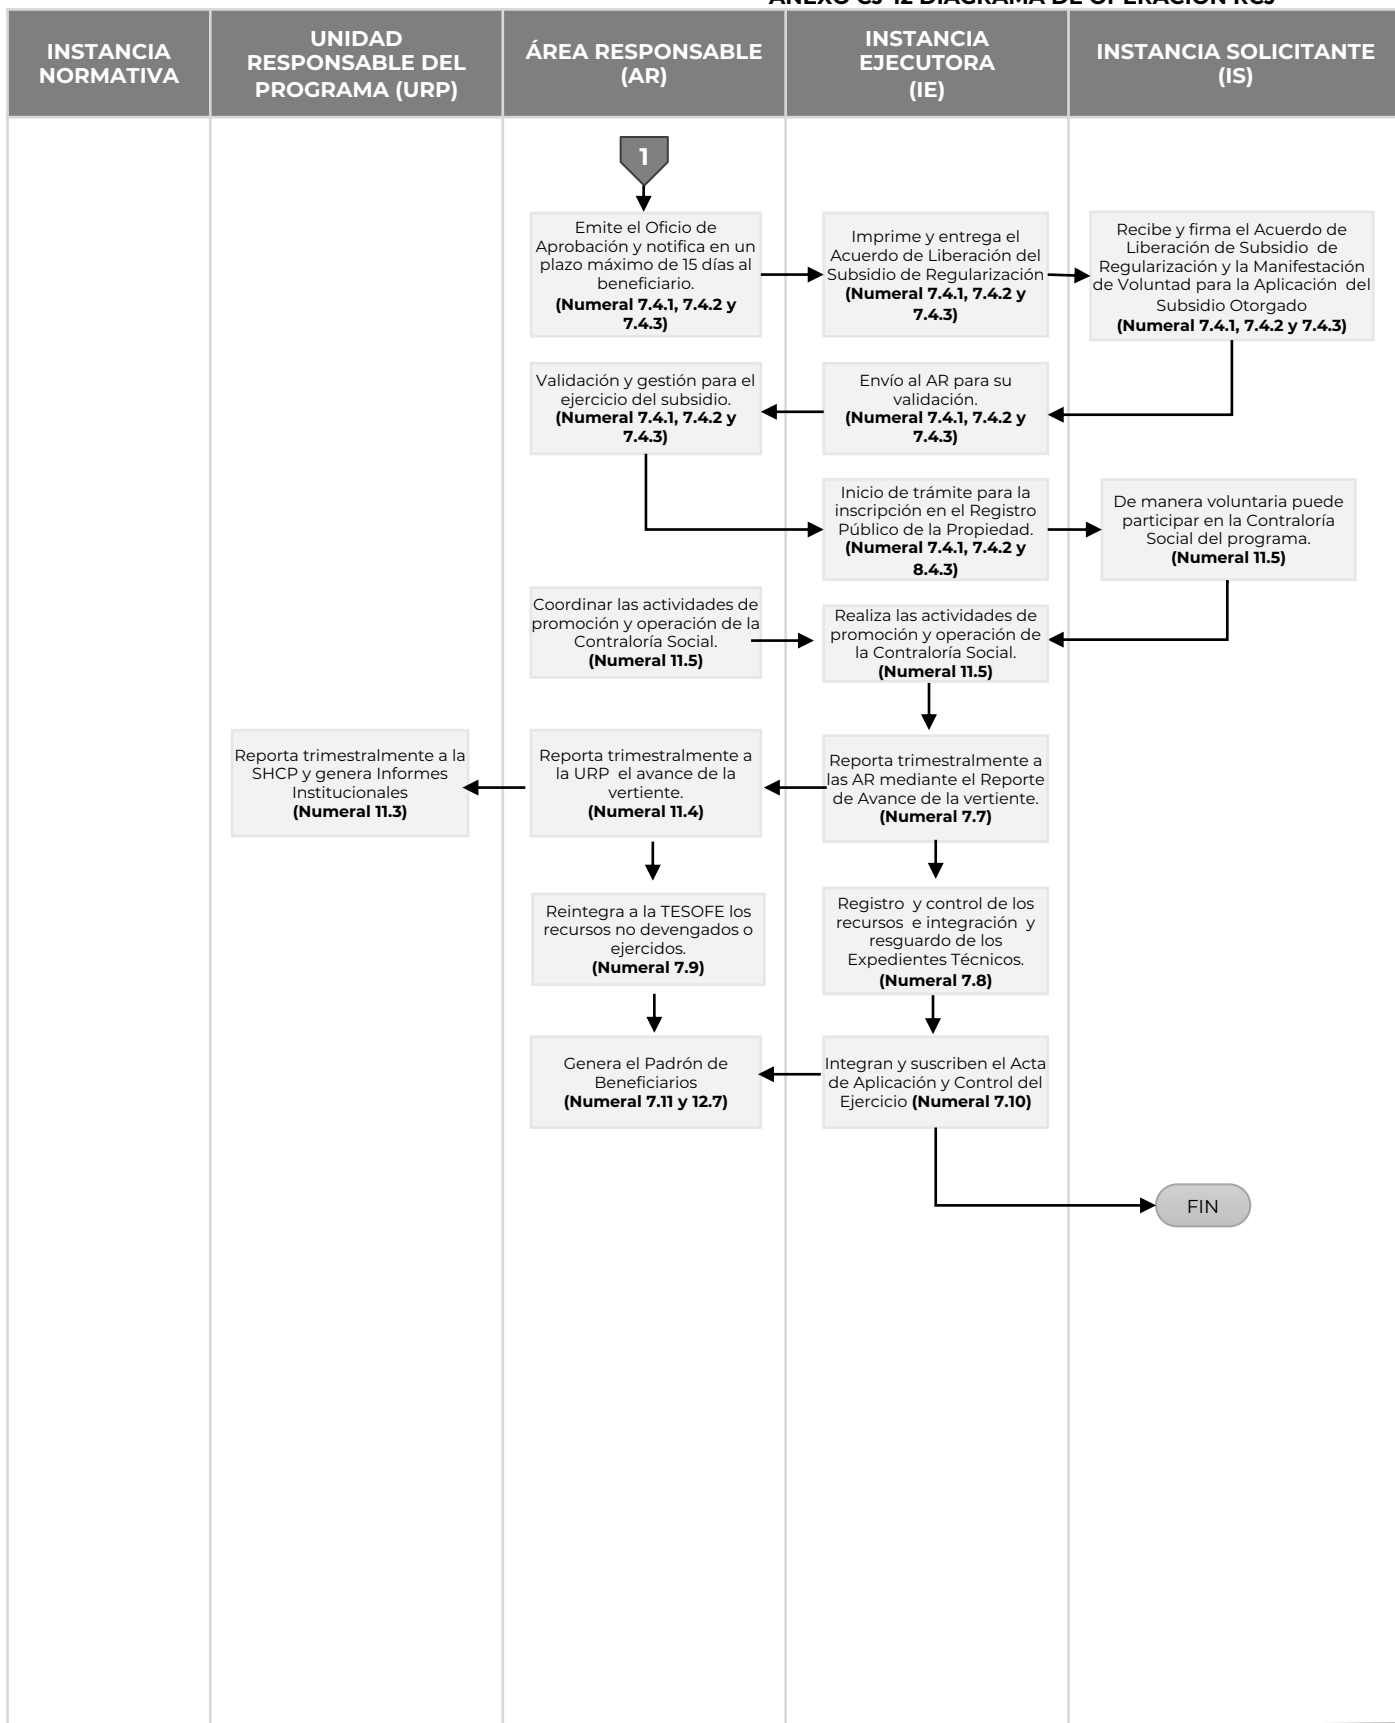 ANEXO CJ-12 DIAGRAMA DE OPERACIÓN RCJ
INSTANCIA
NORMATIVA
UNIDAD
RESPONSABLE DEL
PROGRAMA (URP)
ÁREA RESPONSABLE
(AR)
INSTANCIA
EJECUTORA
(IE)
INSTANCIA SOLICITANTE
(IS)
1
Emite el Oficio de
Aprobación y notifica en un
plazo máximo de 15 días al
beneficiario.
(Numeral 7.4.1, 7.4.2 y
7.4.3)
Imprime y entrega el
Acuerdo de Liberación del
Subsidio de Regularización
(Numeral 7.4.1, 7.4.2 y
7.4.3)
Recibe y firma el Acuerdo de
Liberación de Subsidio de
Regularización y la Manifestación
de Voluntad para la Aplicación del
Subsidio Otorgado
(Numeral 7.4.1, 7.4.2 y 7.4.3)
Validación y gestión para el
ejercicio del subsidio.
(Numeral 7.4.1, 7.4.2 y
7.4.3)
Envío al AR para su
validación.
(Numeral 7.4.1, 7.4.2 y
7.4.3)
Inicio de trámite para la
inscripción en el Registro
Público de la Propiedad.
(Numeral 7.4.1, 7.4.2 y
8.4.3)
De manera voluntaria puede
participar en la Contraloría
Social del programa.
(Numeral 11.5)
Coordinar las actividades de
promoción y operación de la
Contraloría Social.
(Numeral 11.5)
Realiza las actividades de
promoción y operación de
la Contraloría Social.
(Numeral 11.5)
Reporta trimestralmente a la
SHCP y genera Informes
Institucionales
(Numeral 11.3)
Reporta trimestralmente a
la URP el avance de la
vertiente.
(Numeral 11.4)
Reporta trimestralmente a
las AR mediante el Reporte
de Avance de la vertiente.
(Numeral 7.7)
Reintegra a la TESOFE los
recursos no devengados o
ejercidos.
(Numeral 7.9)
Registro y control de los
recursos e integración y
resguardo de los
Expedientes Técnicos.
(Numeral 7.8)
Genera el Padrón de
Beneficiarios
(Numeral 7.11 y 12.7)
Integran y suscriben el Acta
de Aplicación y Control del
Ejercicio (Numeral 7.10)
FIN